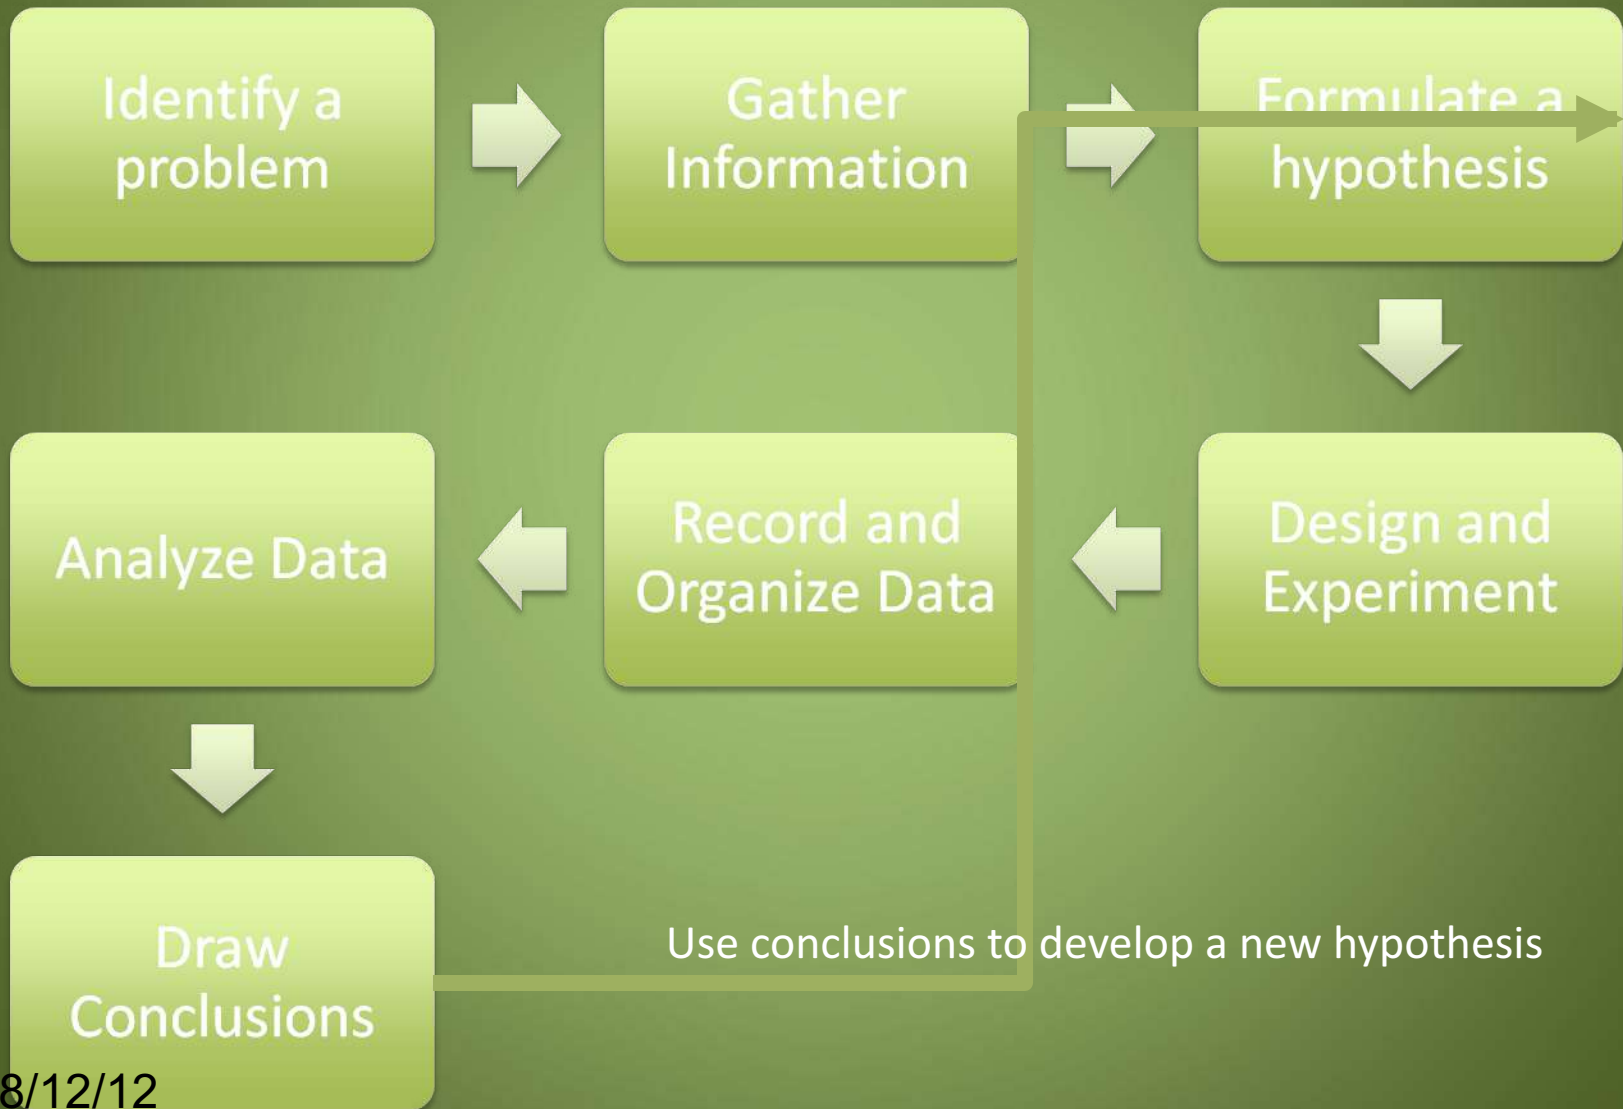 Identify a
problem
Gather
Information
Formulate a
hypothesis
Design and
Experiment
Record and
Organize Data
Analyze Data
Draw
Conclusions
Use conclusions to develop a new hypothesis
8/12/12